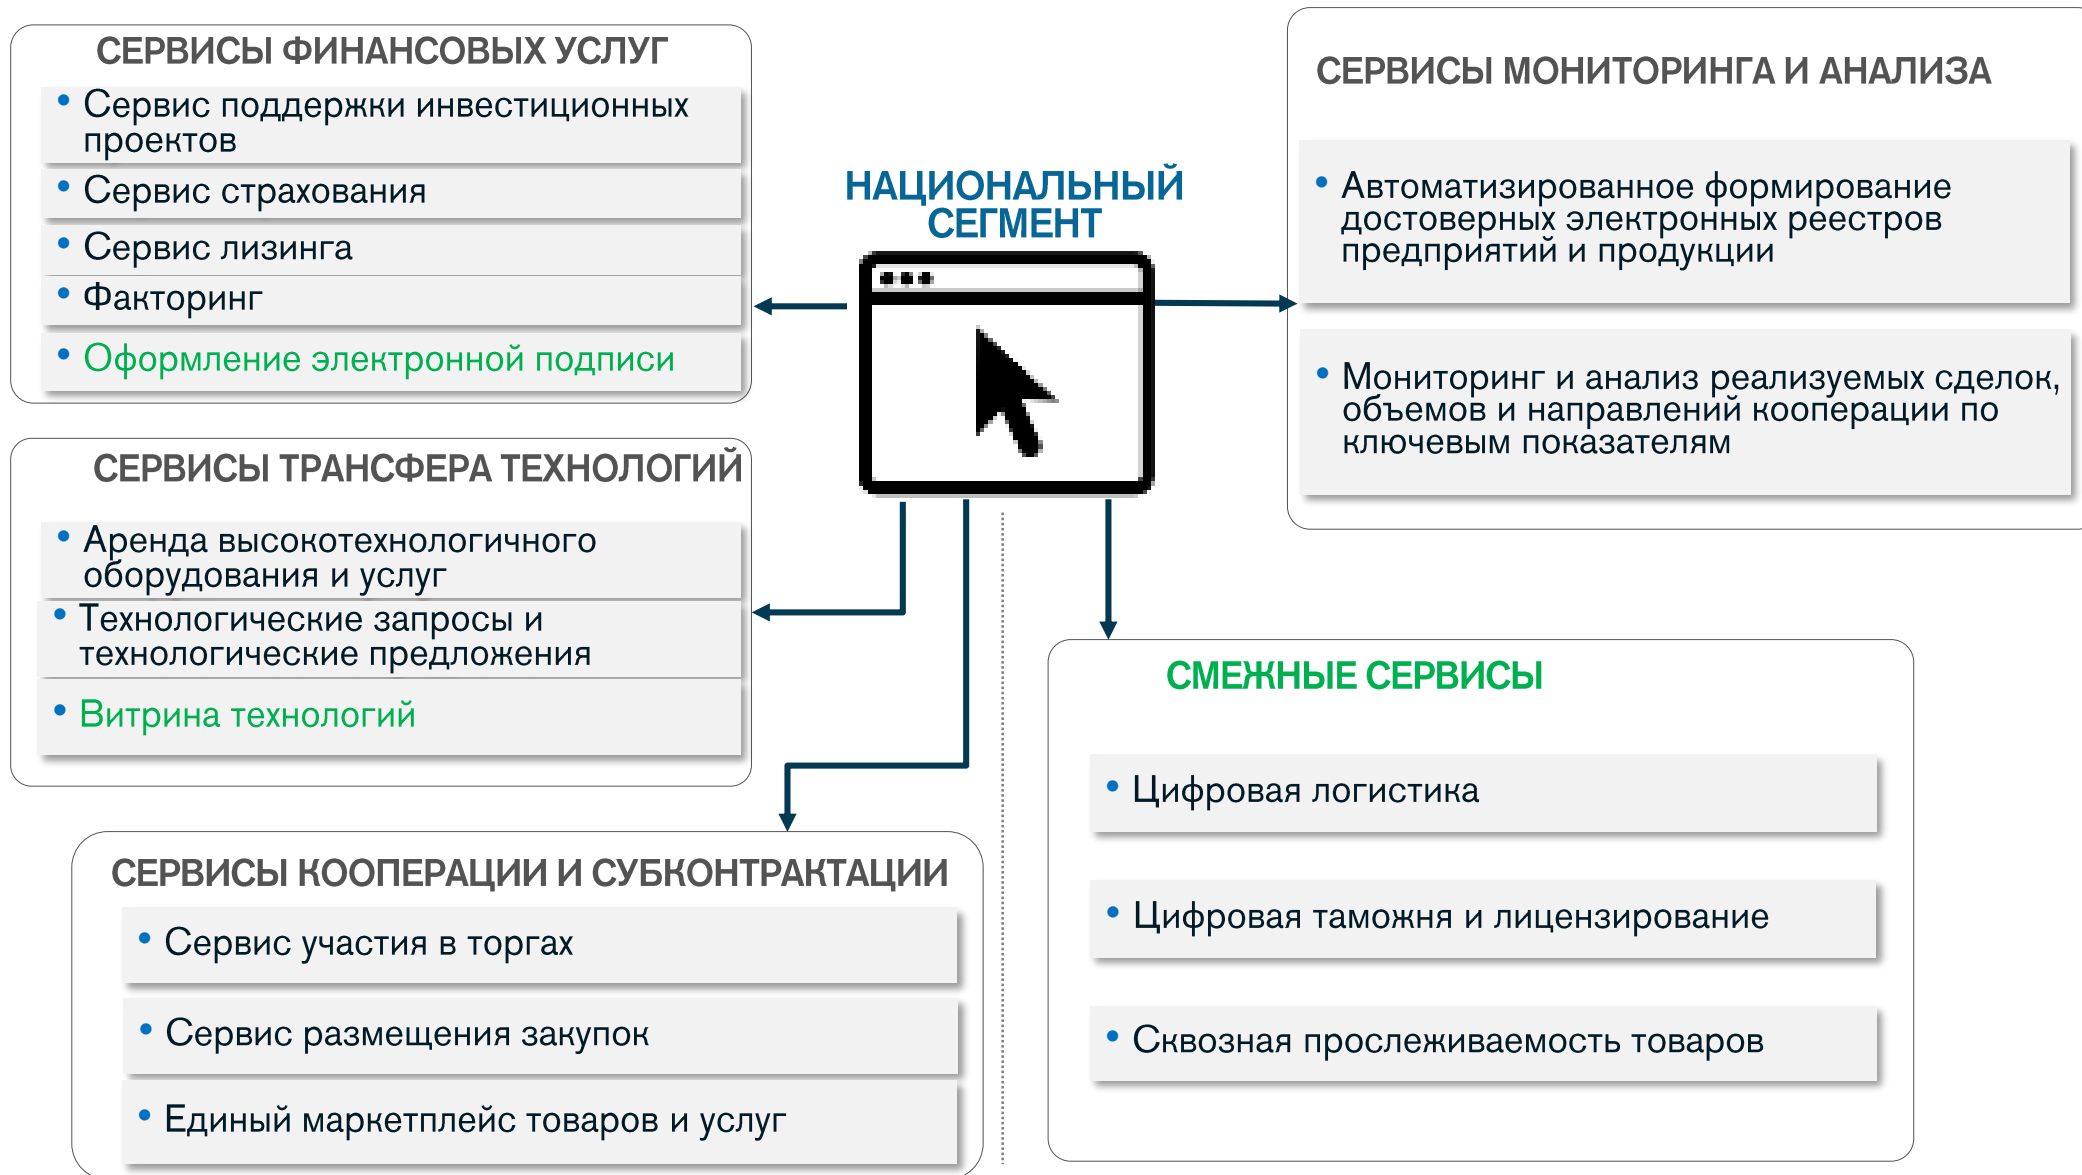 СЕРВИСЫ ФИНАНСОВЫХ УСЛУГ
• Сервис поддержки инвестиционных
проектов
• Сервис страхования
• Сервис лизинга
• Факторинг
• Оформление электронной подписи
НАЦИОНАЛЬНЫЙ
СЕГМЕНТ
СЕРВИСЫ МОНИТОРИНГА И АНАЛИЗА
• Автоматизированное формирование
достоверных электронных реестров
предприятий и продукции
• Мониторинг и анализ реализуемых сделок,
объемов и направлений кооперации по
ключевым показателям
СЕРВИСЫ ТРАНСФЕРА ТЕХНОЛОГИЙ
• Аренда высокотехнологичного
оборудования и услуг
• Технологические запросы и
технологические предложения
• Витрина технологий
СМЕЖНЫЕ СЕРВИСЫ
• Цифровая логистика
• Цифровая таможня и лицензирование
• Сквозная прослеживаемость товаров
СЕРВИСЫ КООПЕРАЦИИ И СУБКОНТРАКТАЦИИ
• Сервис участия в торгах
• Сервис размещения закупок
• Единый маркетплейс товаров и услуг